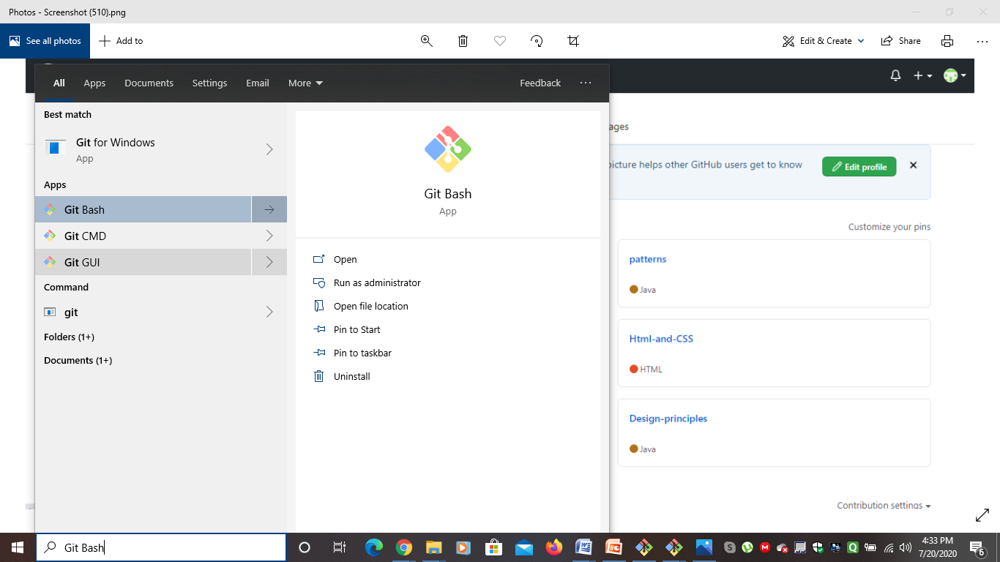 Photos - Screenshot (510).png
See all photos
Add to
Edit & Create
Share
All Apps Documents Settings Email More Feedback
Best match
Git for Windows
App
Apps
Git Bash
Git CMD
Git GUI
Command
git
Folders (1+)
Documents (1+)
Git Bash
App
Open
Run as administrator
Open file location
Pin to Start
Pin to taskbar
Uninstall
ages
picture helps other GitHub users get to know
Edit profile
Customize your pins
patterns
Java
Html-and-CSS
HTML
Design-principles
Java
Contribution settings
Git Bash
4:33 PM
7/20/2020
6